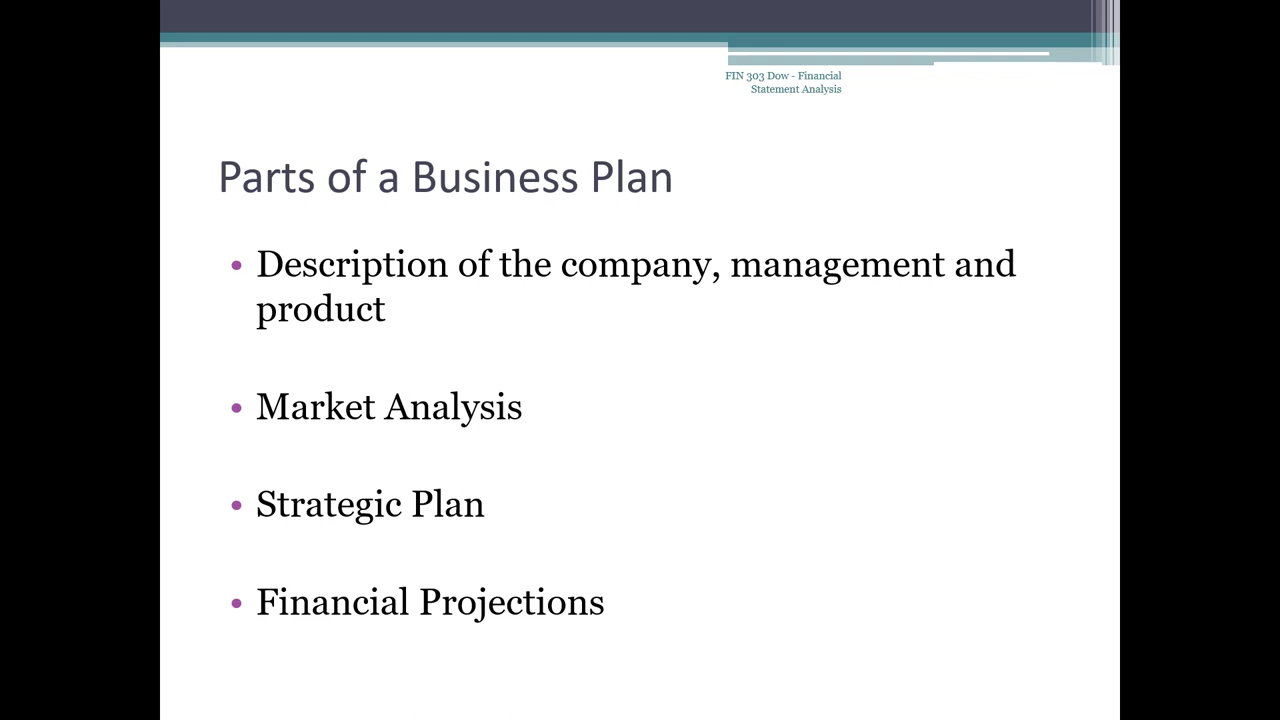 FIN 303 Dow - Financial
Statement Analysis
Parts of a Business Plan
• Description of the company, management and
product
• Market Analysis
• Strategic Plan
• Financial Projections